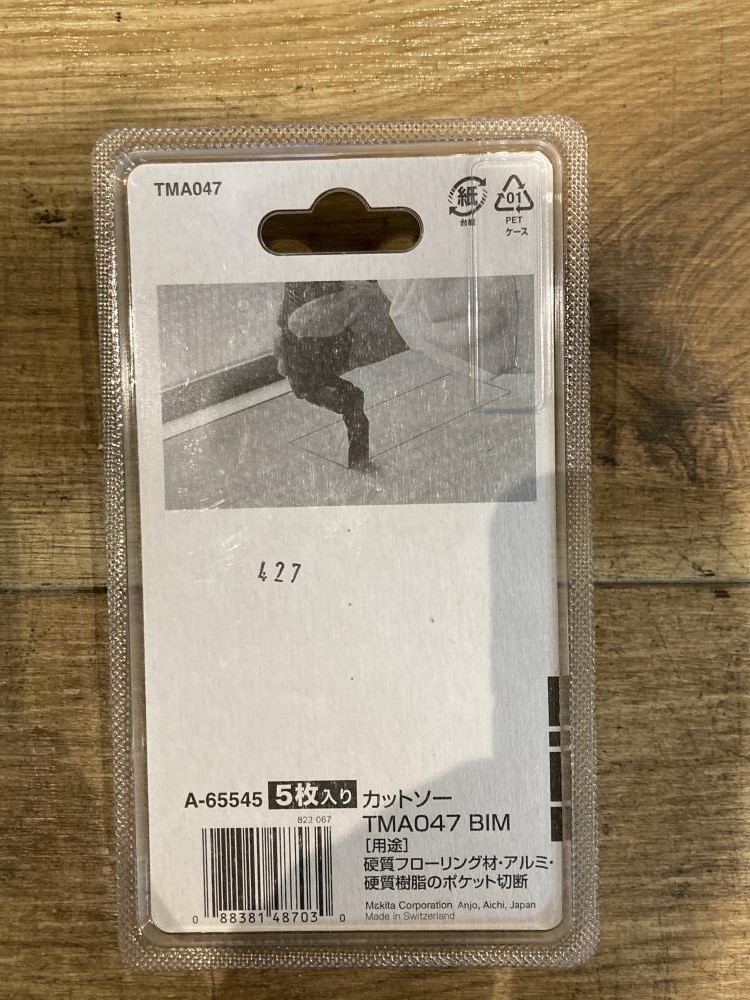 TMA047
紙
台紙
01
PET
ケース
427
A-65545 5枚入り カットソー
822 067
TMA047 BIM
[用途]
硬質フローリング材・アルミ・
硬質樹脂のポケット切断
0 88381 48703 0
Makita Corporation Anjo, Aichi, Japan
Made in Switzerland